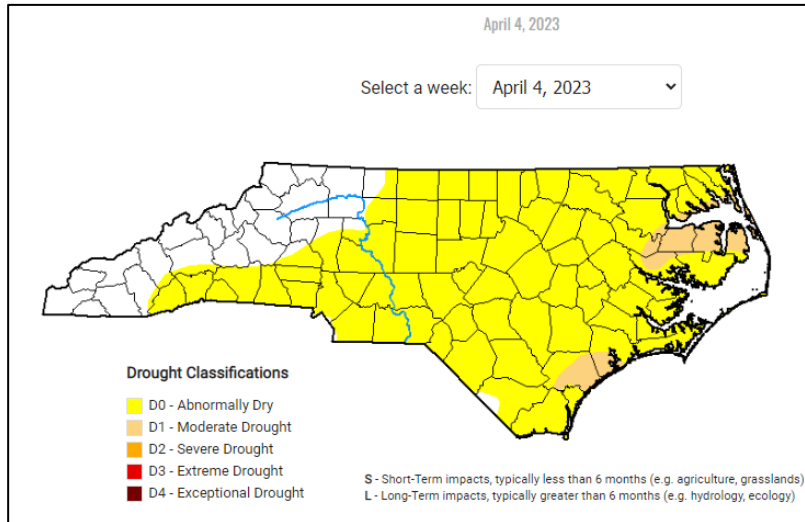 April 4, 2023
Select a week: April 4, 2023
Drought Classifications
D0 - Abnormally Dry
D1 - Moderate Drought
D2 - Severe Drought
D3 - Extreme Drought
D4 - Exceptional Drought
S - Short-Term impacts, typically less than 6 months (e.g. agriculture, grasslands)
L - Long-Term impacts, typically greater than 6 months (e.g. hydrology, ecology)